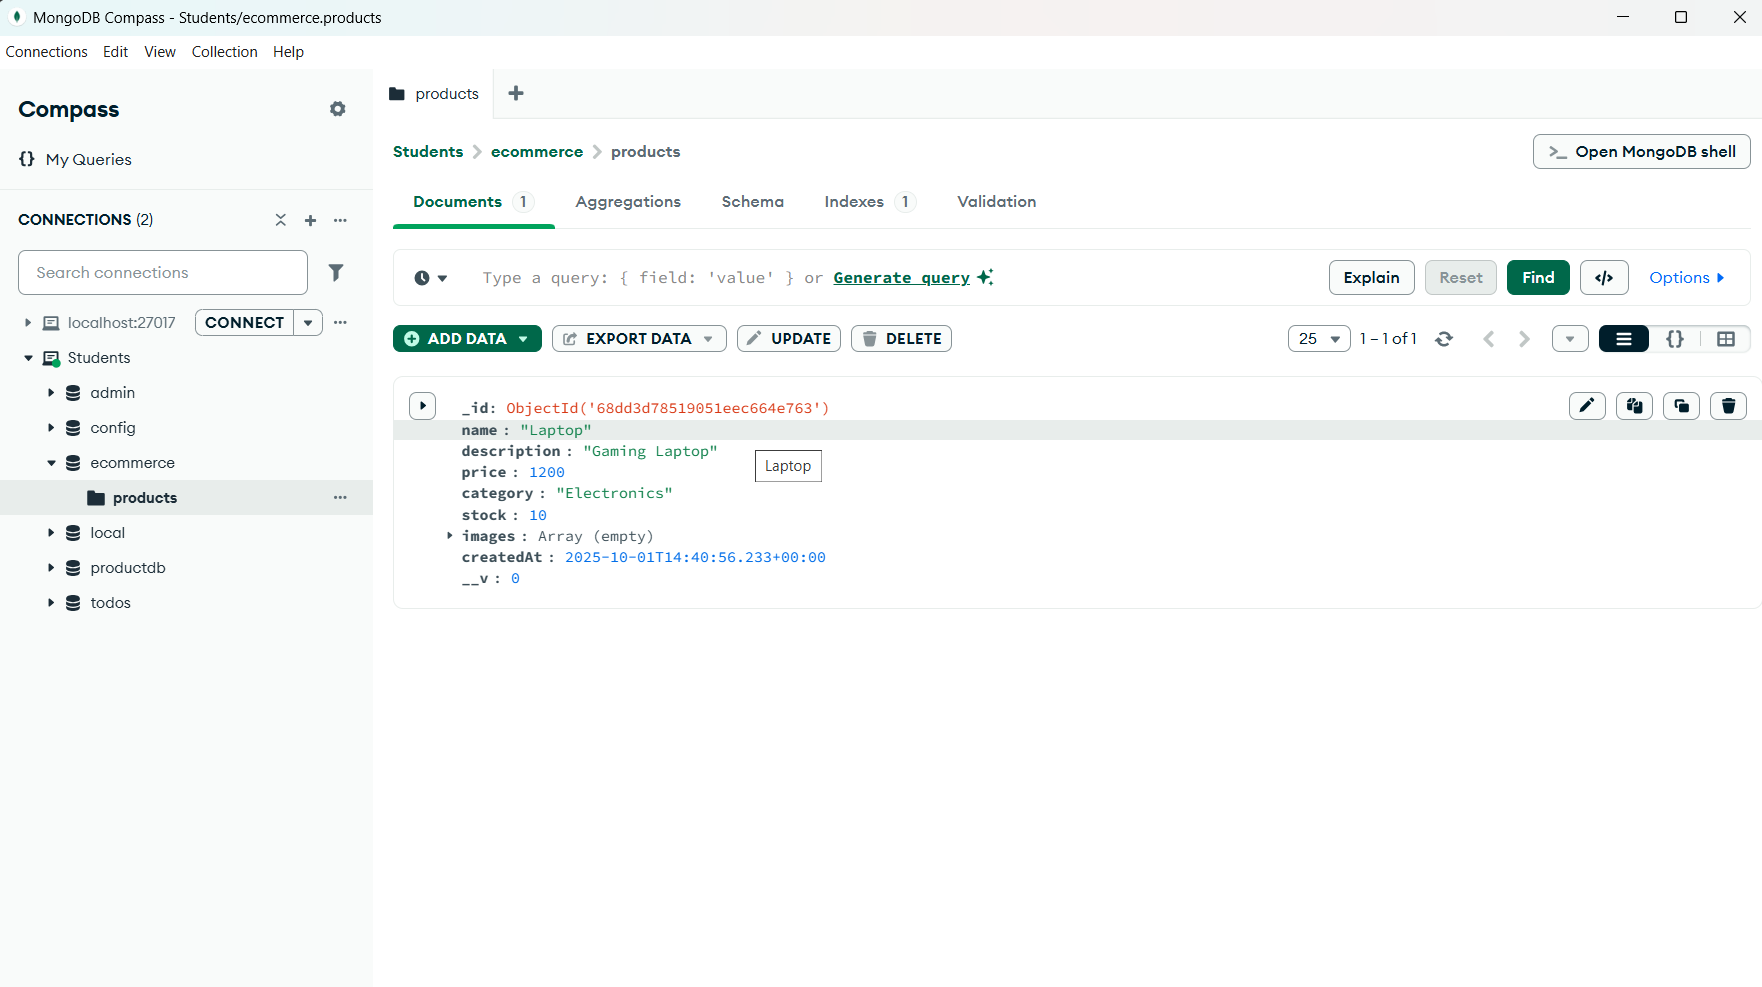 MongoDB Compass - Students/ecommerce.products
Connections Edit View Collection Help
Compass
{} My Queries
CONNECTIONS (2)
Search connections
localhost:27017 CONNECT
Students
admin
config
ecommerce
products
local
productdb
todos
products
Students > ecommerce > products
>_ Open MongoDB shell
Documents 1 Aggregations Schema Indexes 1 Validation
Type a query: { field: 'value' } or Generate query
Explain Reset Find </> Options
ADD DATA EXPORT DATA UPDATE DELETE
25 1 – 1 of 1 {}
_id: ObjectId('68dd3d78519051eec664e763')
name : "Laptop"
description : "Gaming Laptop"
Laptop
price : 1200
category : "Electronics"
stock : 10
images : Array (empty)
createdAt : 2025-10-01T14:40:56.233+00:00
__v : 0